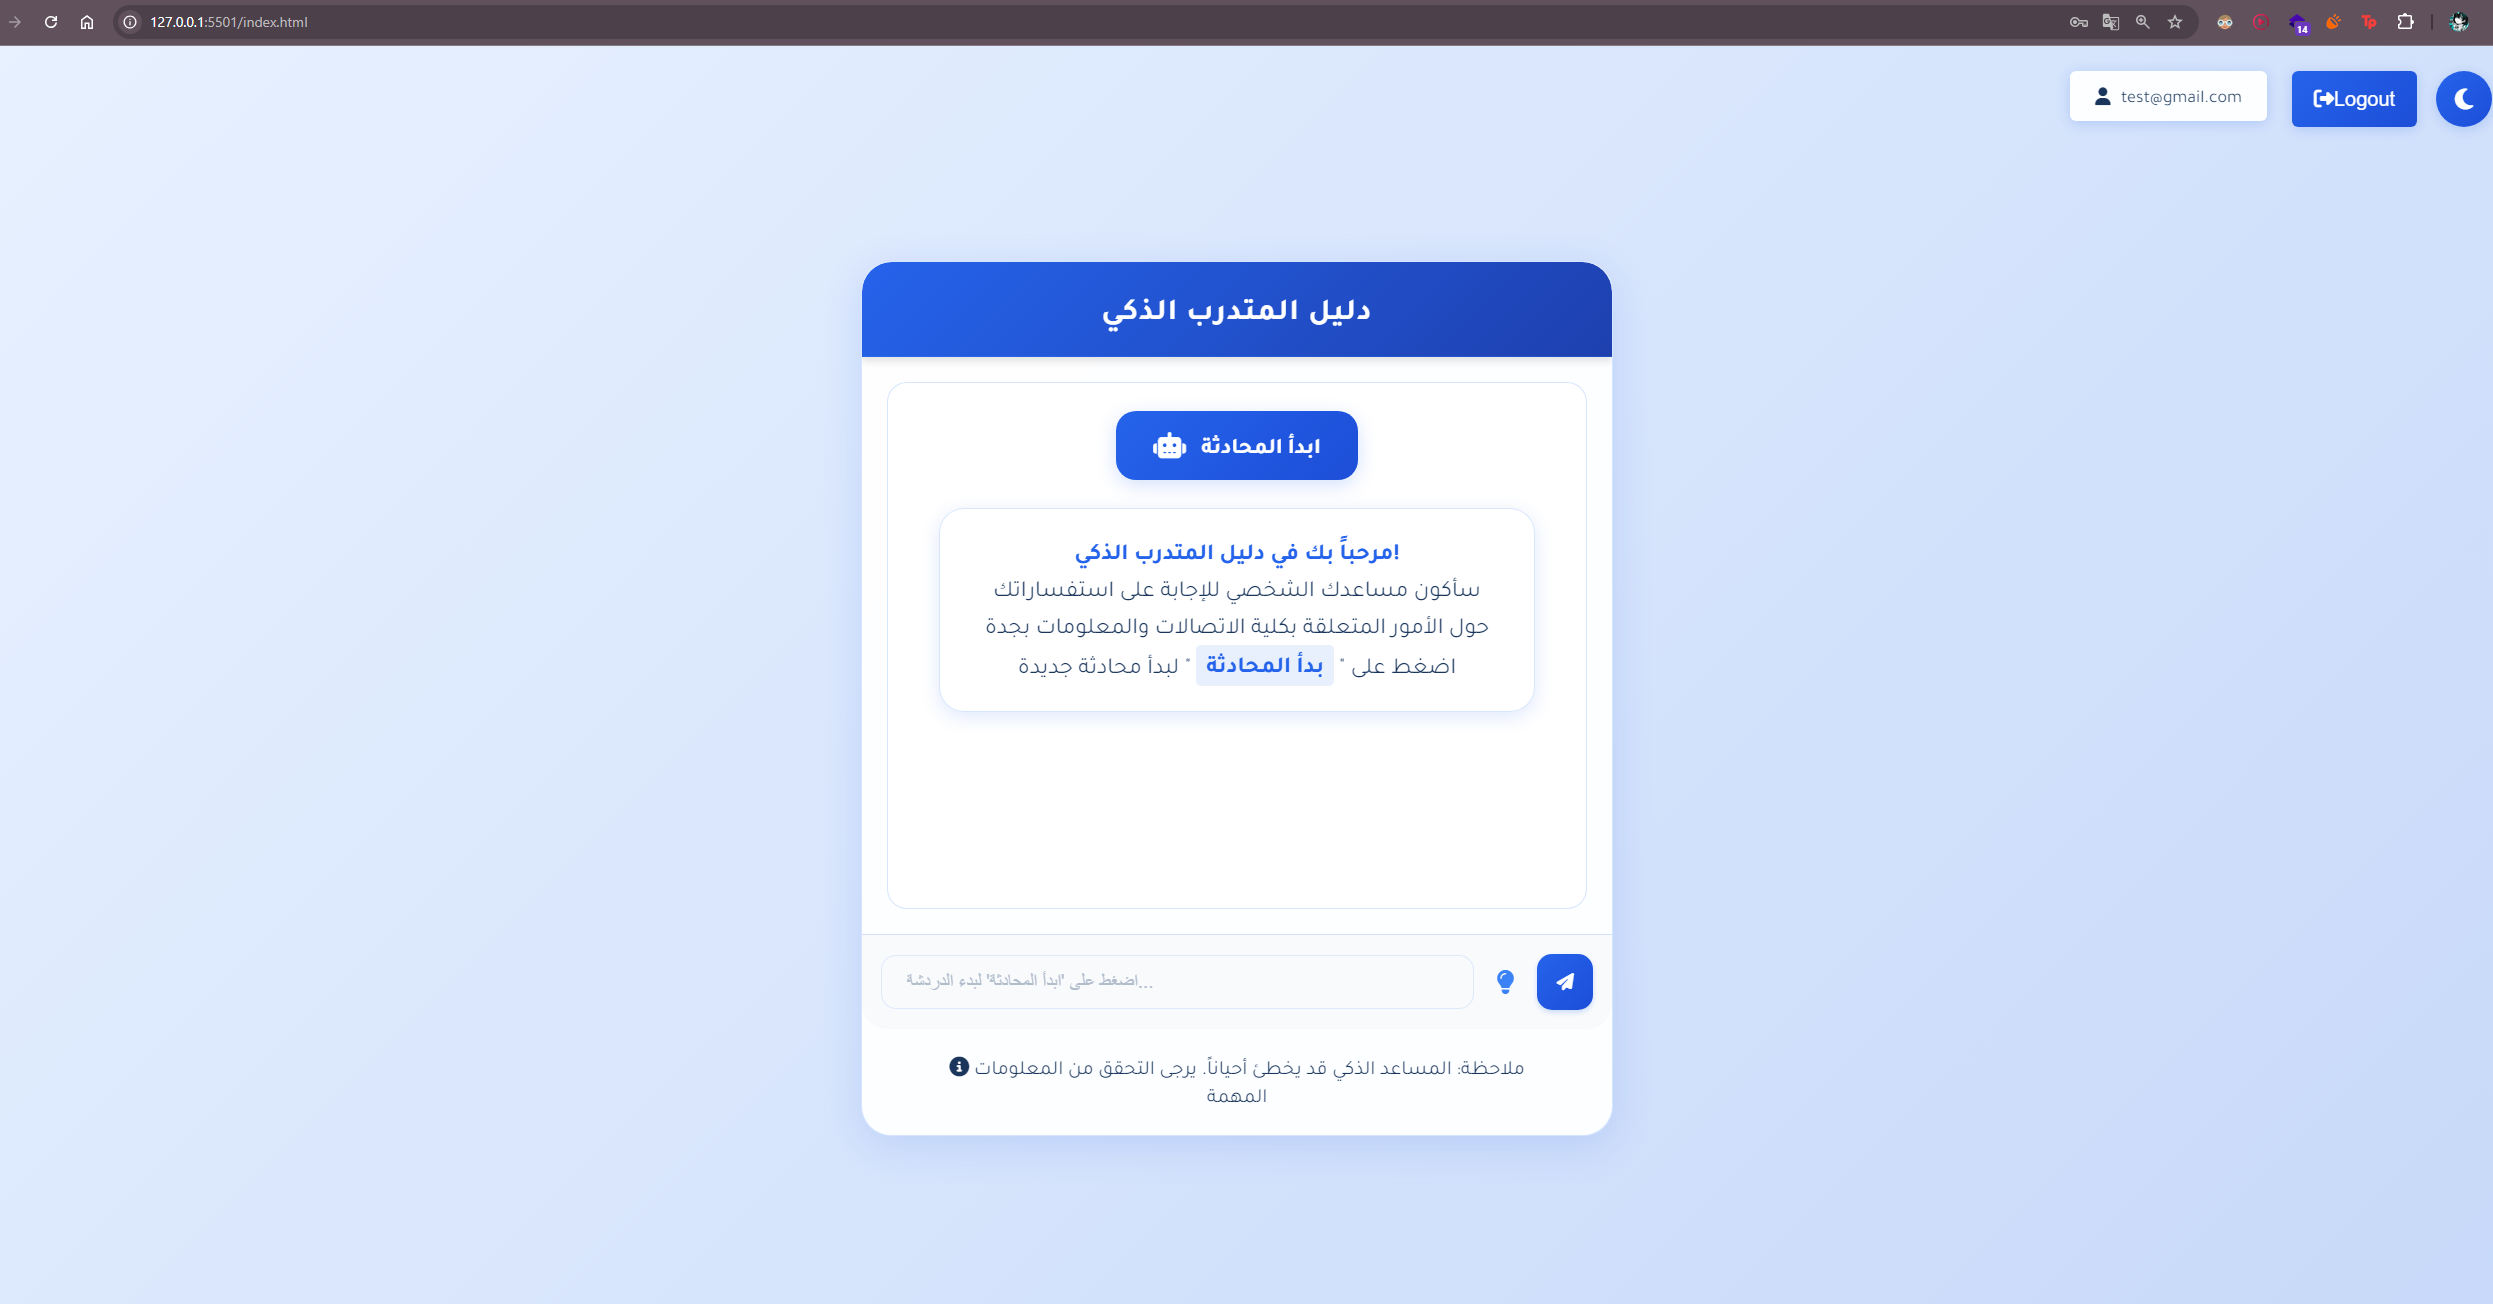 127.0.0.1:5501/index.html
14
Tp
test@gmail.com
Logout
دليل المتدرب الذكي
ابدأ المحادثة
مرحباً بك في دليل المتدرب الذكي!
سأكون مساعدك الشخصي للإجابة على استفساراتك
حول الأمور المتعلقة بكلية الاتصالات والمعلومات بجدة
اضغط على " بدأ المحادثة " لبدأ محادثة جديدة
اضغط على 'ابدأ المحادثة' لبدء الدردشة...
ملاحظة: المساعد الذكي قد يخطئ أحياناً. يرجى التحقق من المعلومات
المهمة